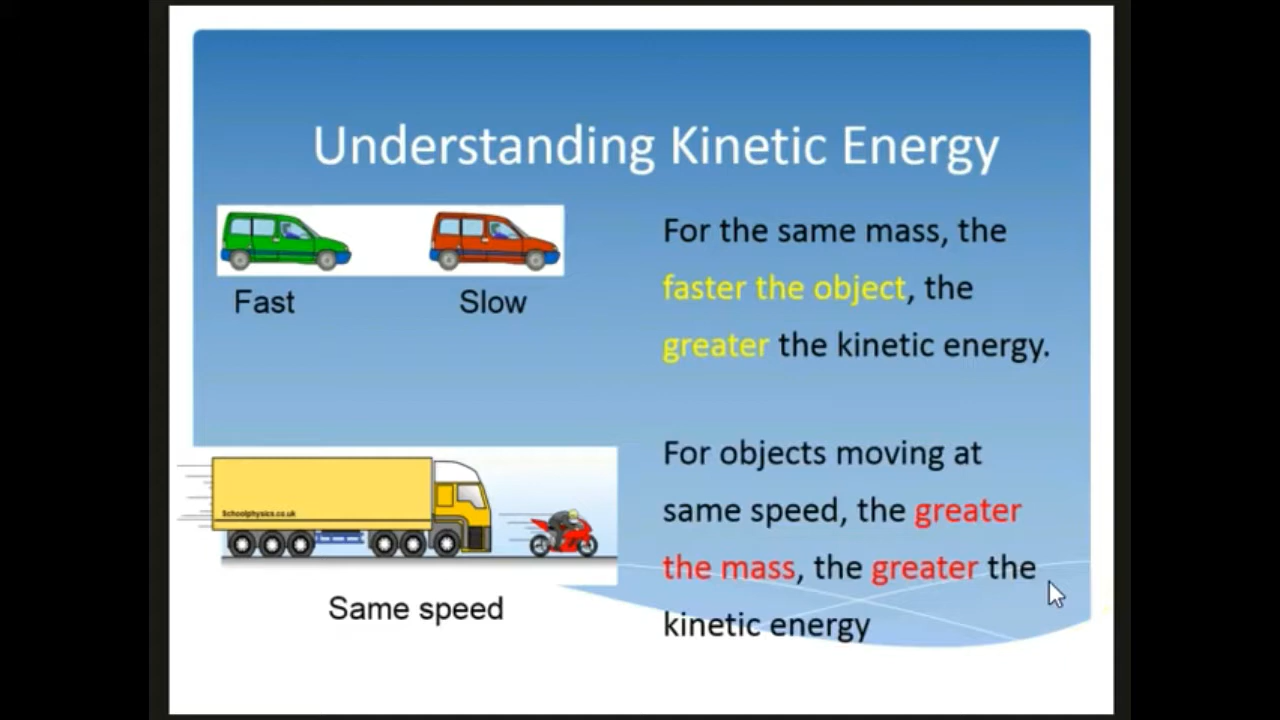 Understanding Kinetic Energy
Fast
Slow
For the same mass, the
faster the object, the
greater the kinetic energy.
Schoolphysics.co.uk
Same speed
For objects moving at
same speed, the greater
the mass, the greater the
kinetic energy